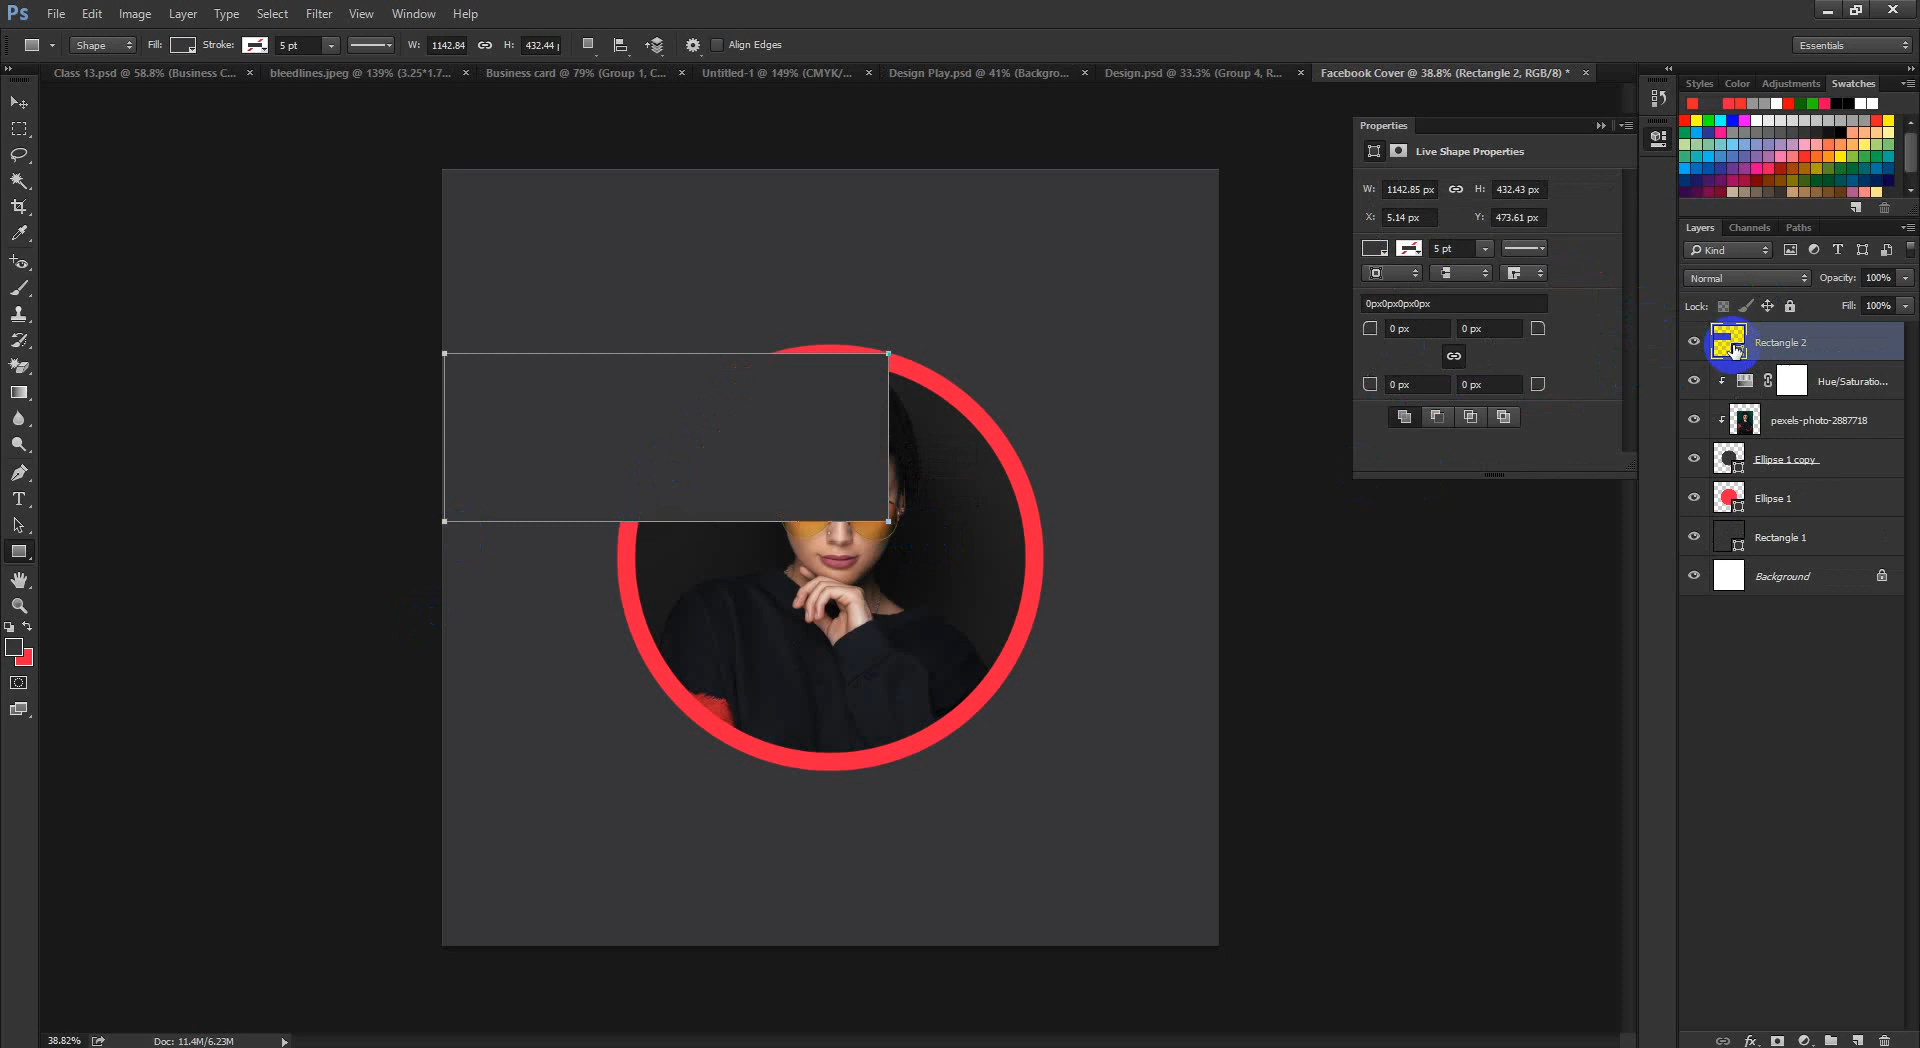 Ps File Edit Image Layer Type Select Filter View Window Help
Shape Fill: Stroke: 5 pt W: 1142.84 H: 432.44 Align Edges Essentials
Class 13.psd @ 58.8% (Business C... × bleedlines.jpeg @ 139% (3.25*1.7... × Business card @ 79% (Group 1, C... × Untitled-1 @ 149% (CMYK/... × Design Play.psd @ 41% (Backgro... × Design.psd @ 33.3% (Group 4, R... × Facebook Cover @ 38.8% (Rectangle 2, RGB/8) * ×
Styles Color Adjustments Swatches
Properties
Live Shape Properties
W: 1142.85 px H: 432.43 px
X: 5.14 px Y: 473.61 px
5 pt
0px0px0px0px
0 px 0 px
0 px 0 px
Layers Channels Paths
Kind T
Normal Opacity: 100%
Lock: Fill: 100%
Rectangle 2
Hue/Saturatio...
pexels-photo-2887718
Ellipse 1 copy
Ellipse 1
Rectangle 1
Background
T
38.82% Doc: 11.4M/6.23M
fx